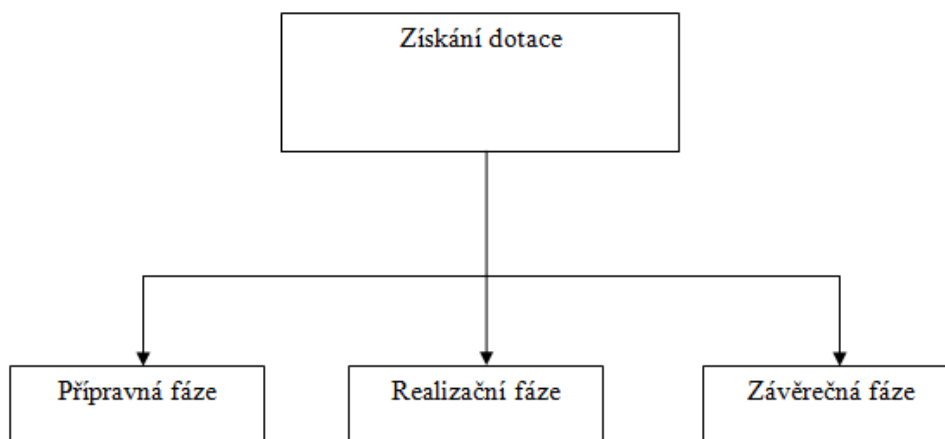 Získání dotace
Přípravná fáze
Realizační fáze
Závěrečná fáze